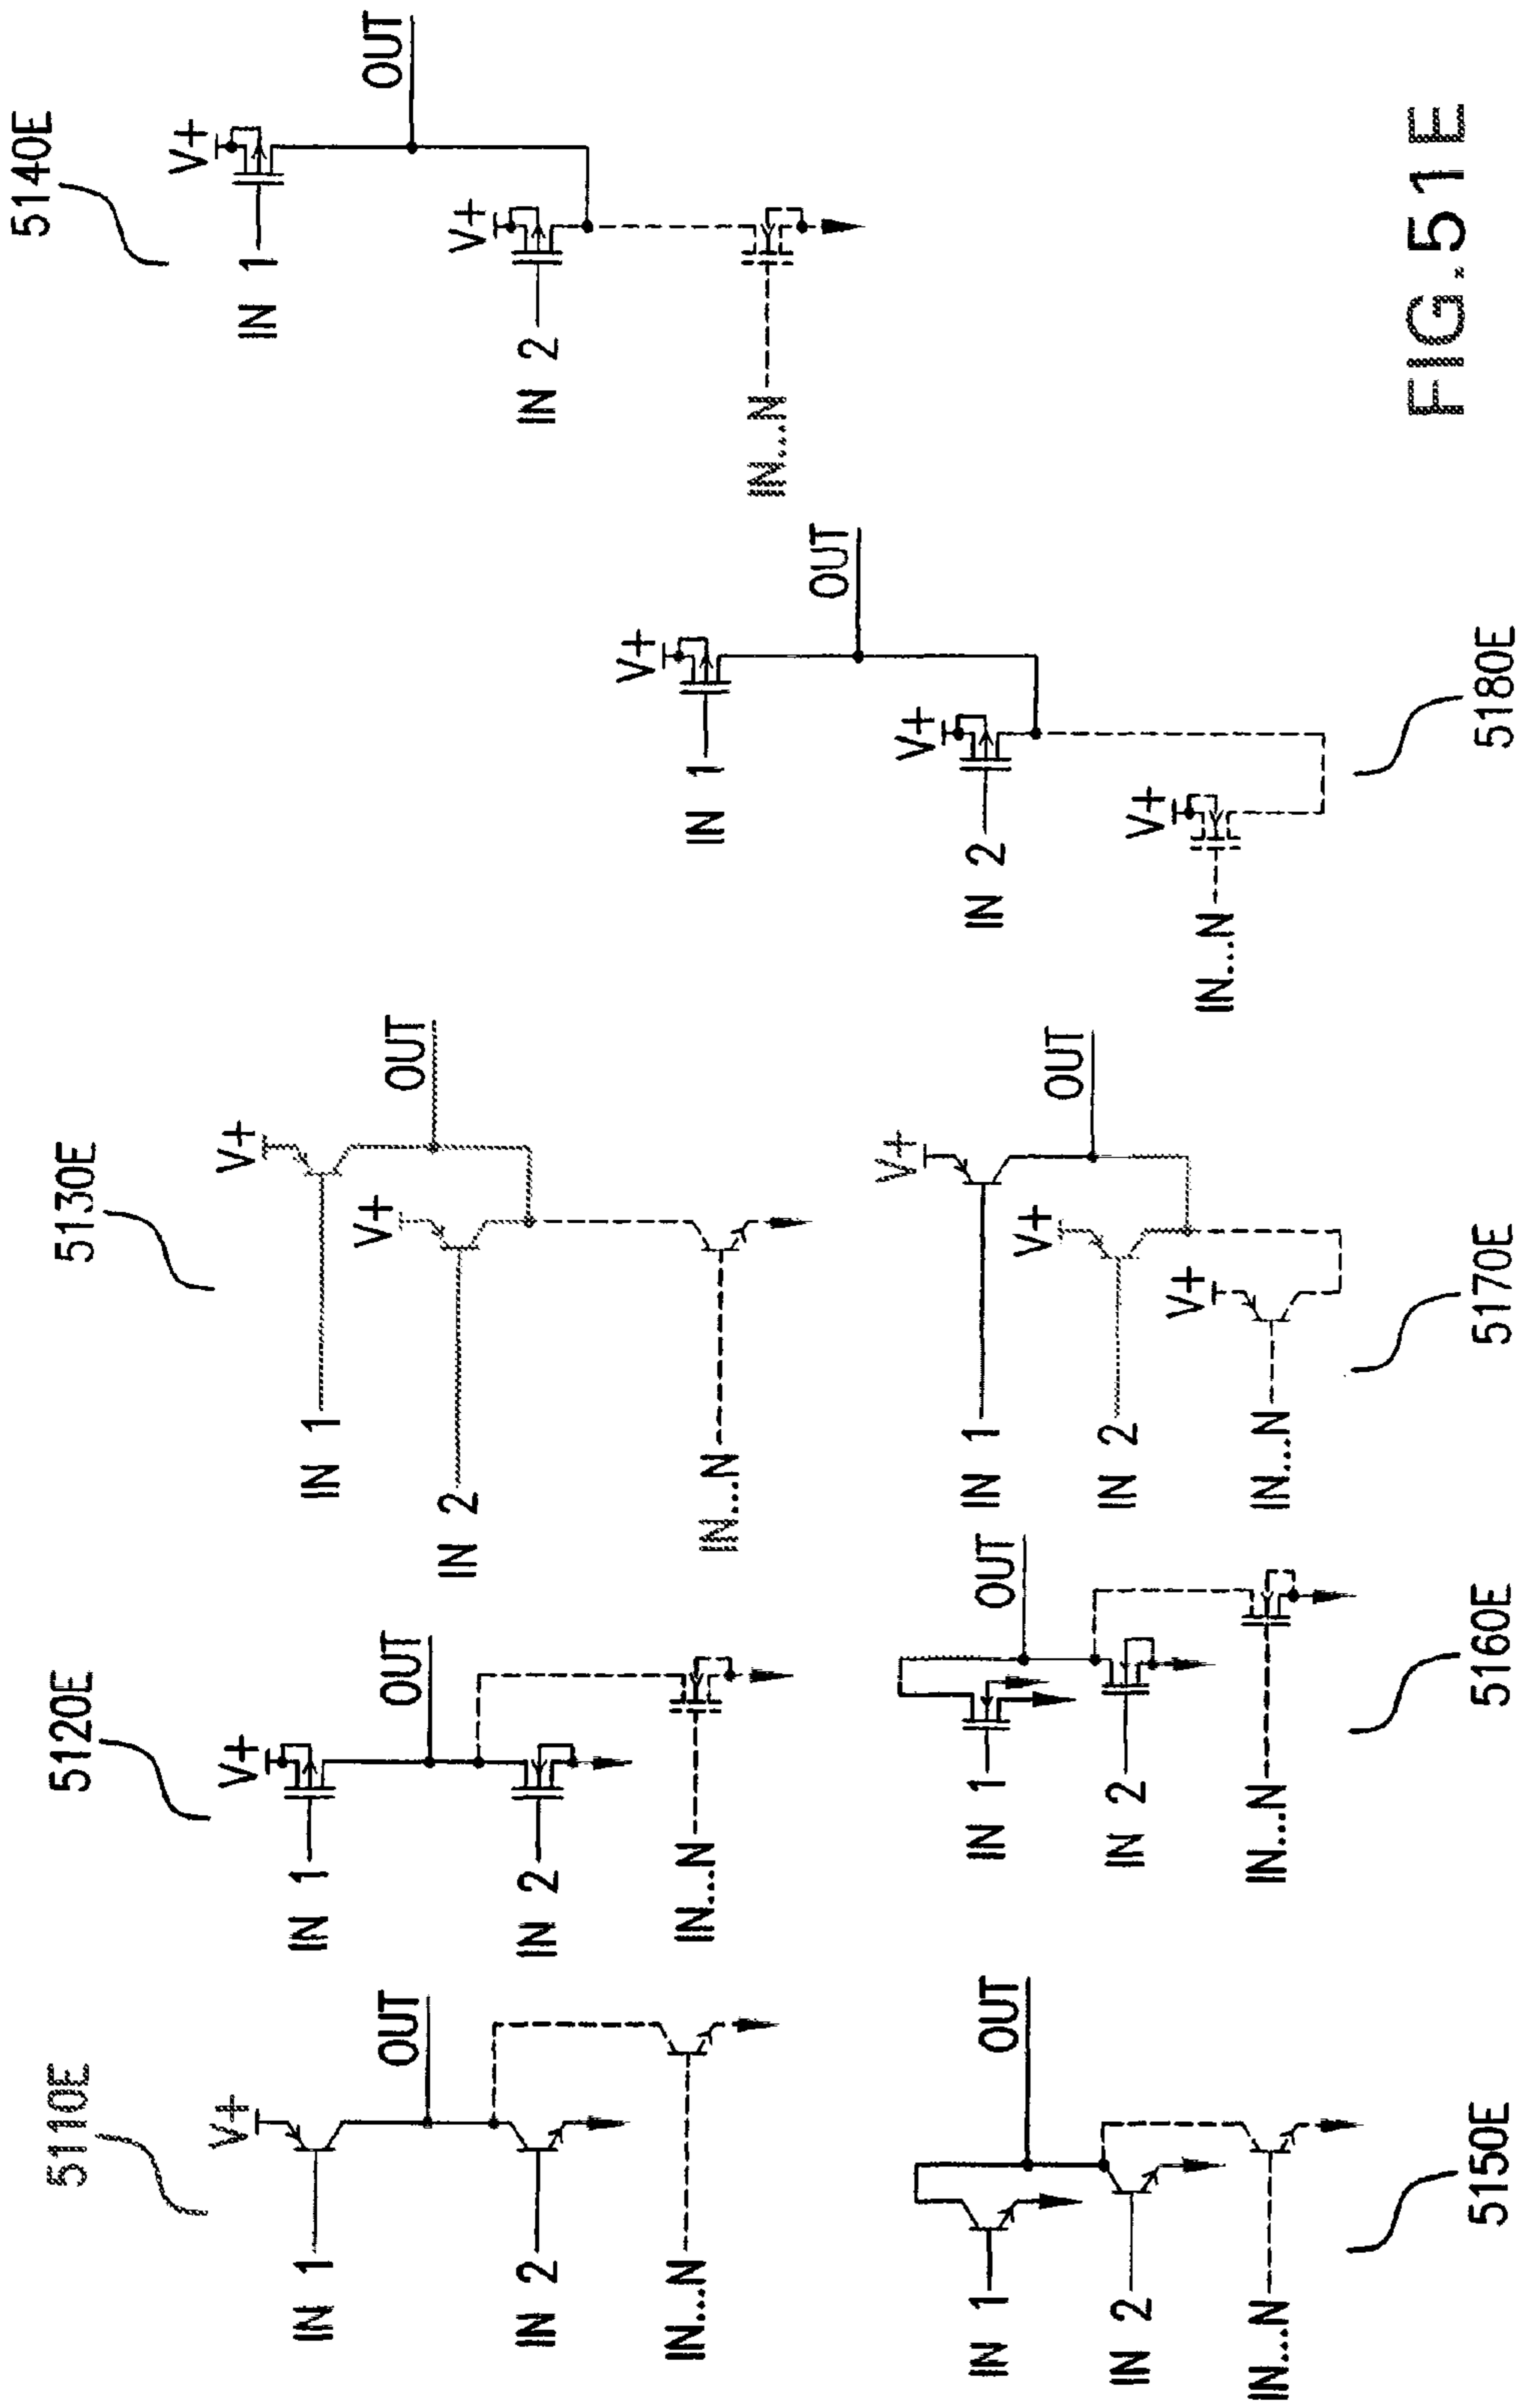 5110E
V+
IN 1
OUT
IN 2
IN...N
5120E
V+
IN 1
OUT
IN 2
IN...N
5130E
V+
IN 1
V+
OUT
IN 2
IN...N
5140E
V+
IN 1
OUT
V+
IN 2
IN...N
OUT
IN 1
IN 2
IN...N
5150E
OUT
IN 1
IN 2
IN...N
5160E
V+
IN 1
OUT
V+
IN 2
V+
IN...N
5170E
V+
IN 1
OUT
V+
IN 2
V+
IN...N
5180E
FIG.51E